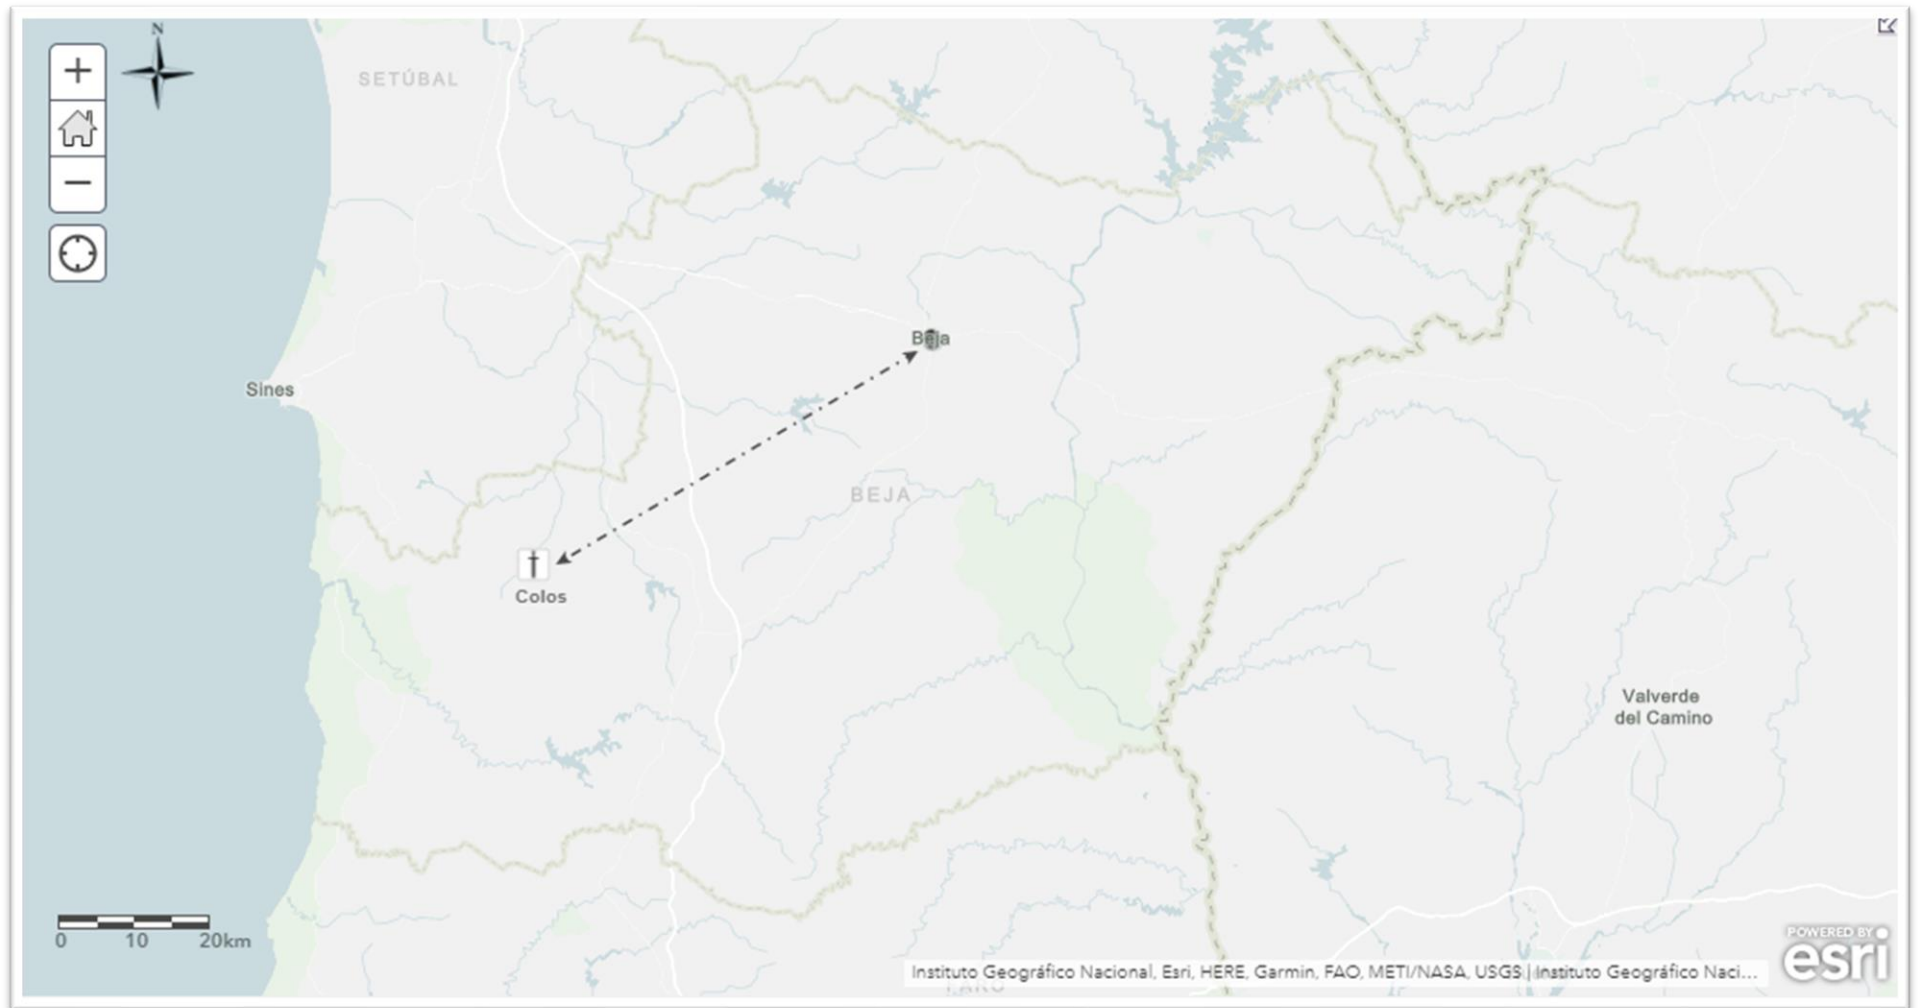 N
SETÚBAL
Beja
Sines
BEJA
Colos
Valverde
del Camino
0 10 20km
POWERED BY
esri
Instituto Geográfico Nacional, Esri, HERE, Garmin, FAO, METI/NASA, USGS | Instituto Geográfico Naci...
FARO